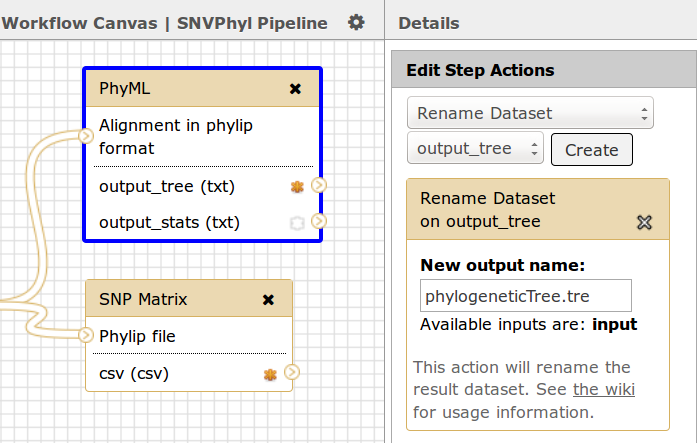 Workflow Canvas | SNVPhyl Pipeline
PhyML
Alignment in phylip
format
output_tree (txt)
output_stats (txt)
SNP Matrix
Phylip file
csv (csv)
Details
Edit Step Actions
Rename Dataset
output_tree
Create
Rename Dataset
on output_tree
New output name:
phylogeneticTree.tre
Available inputs are: input
This action will rename the
result dataset. See the wiki
for usage information.